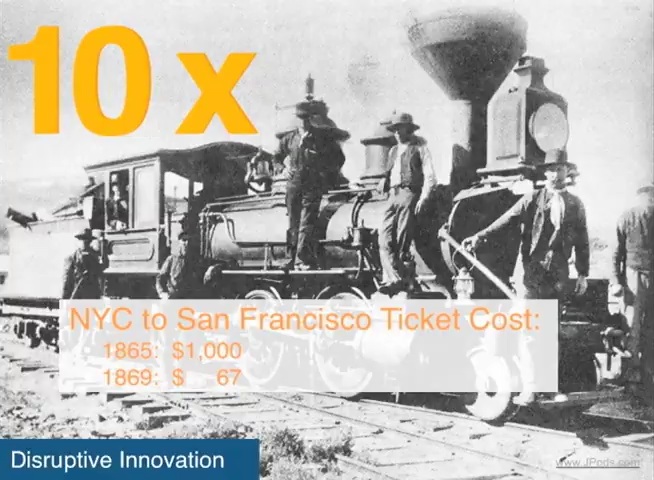 10 x
NYC to San Francisco Ticket Cost:
1865: $1,000
1869: $ 67
Disruptive Innovation
www.JPods.com